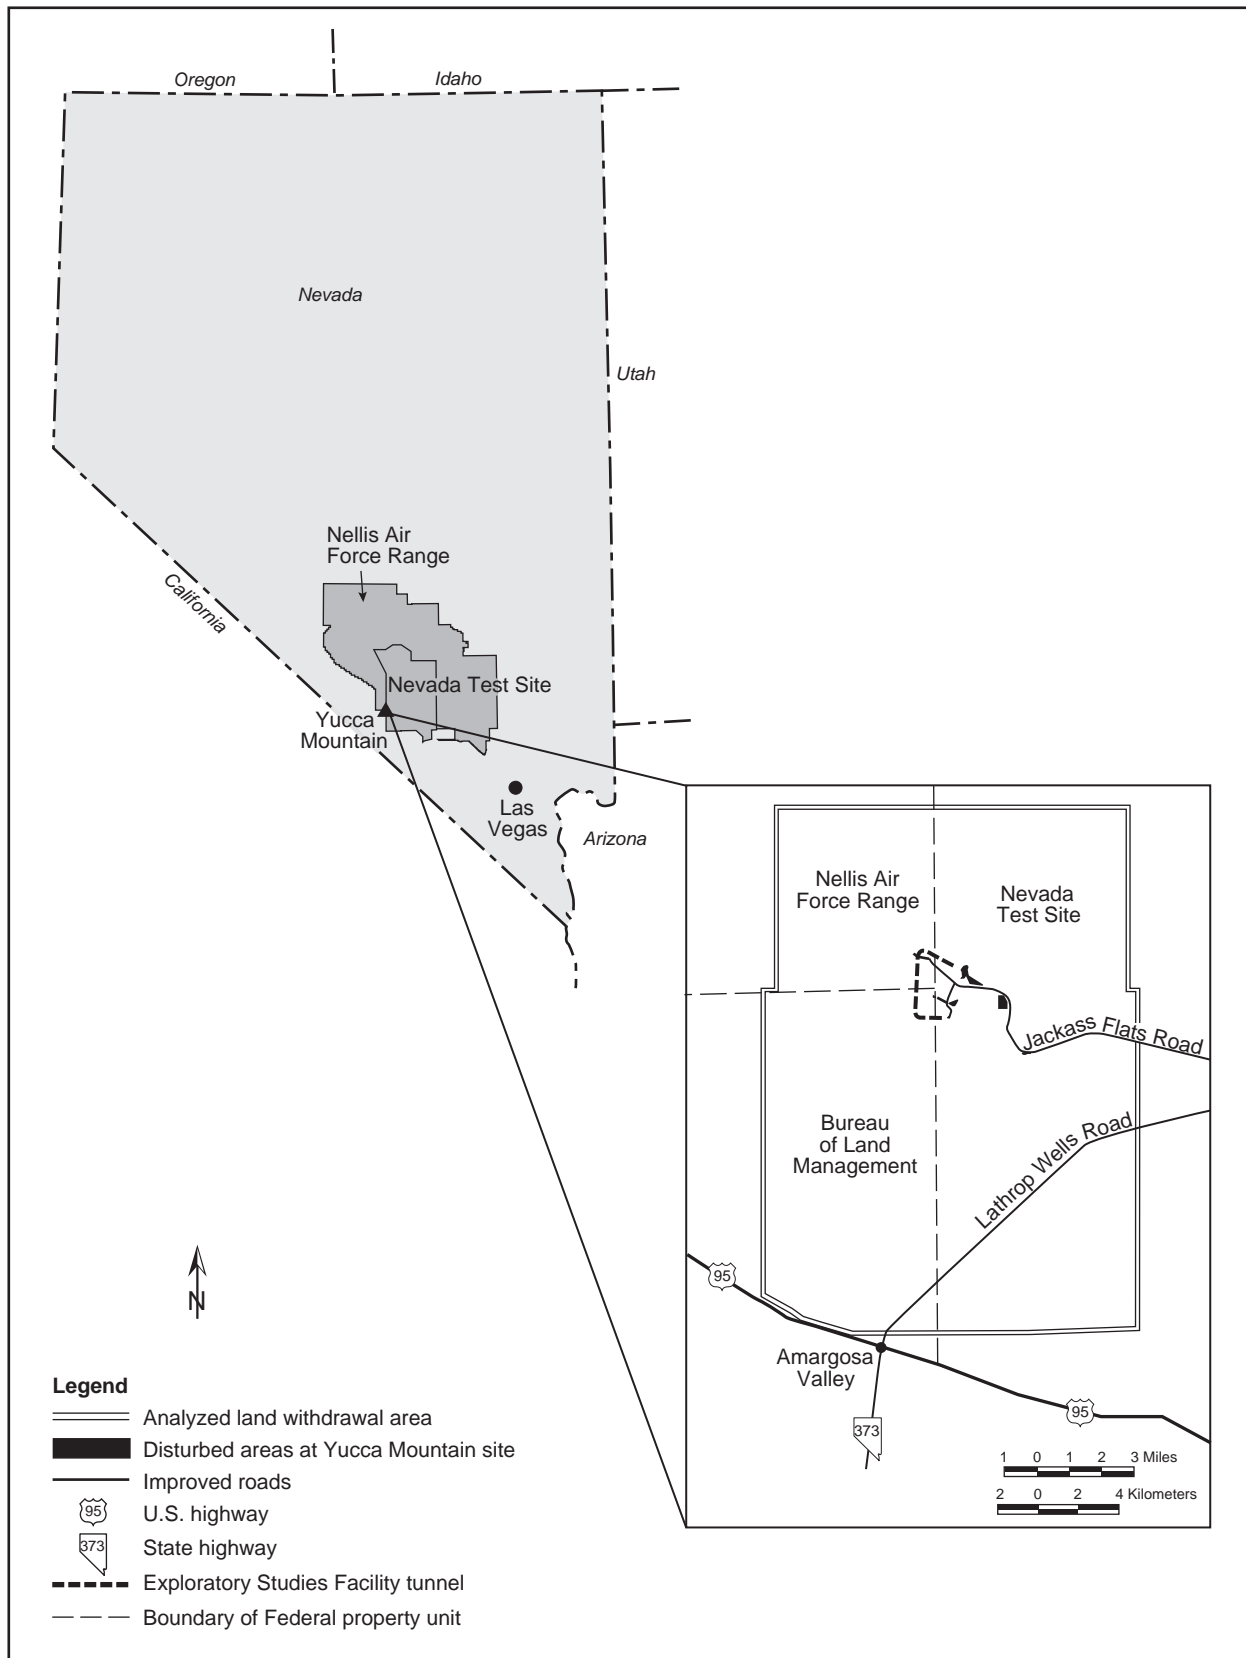 Oregon
Idaho
Nevada
Utah
Nellis Air
Force Range
California
Nevada Test Site
Yucca
Mountain
Las
Vegas
Arizona
Nellis Air
Force Range
Nevada
Test Site
Jackass Flats Road
Bureau
of Land
Management
Lathrop Wells Road
95
N
Amargosa
Valley
95
373
1 0 1 2 3 Miles
2 0 2 4 Kilometers
Legend
Analyzed land withdrawal area
Disturbed areas at Yucca Mountain site
Improved roads
95 U.S. highway
373 State highway
Exploratory Studies Facility tunnel
Boundary of Federal property unit